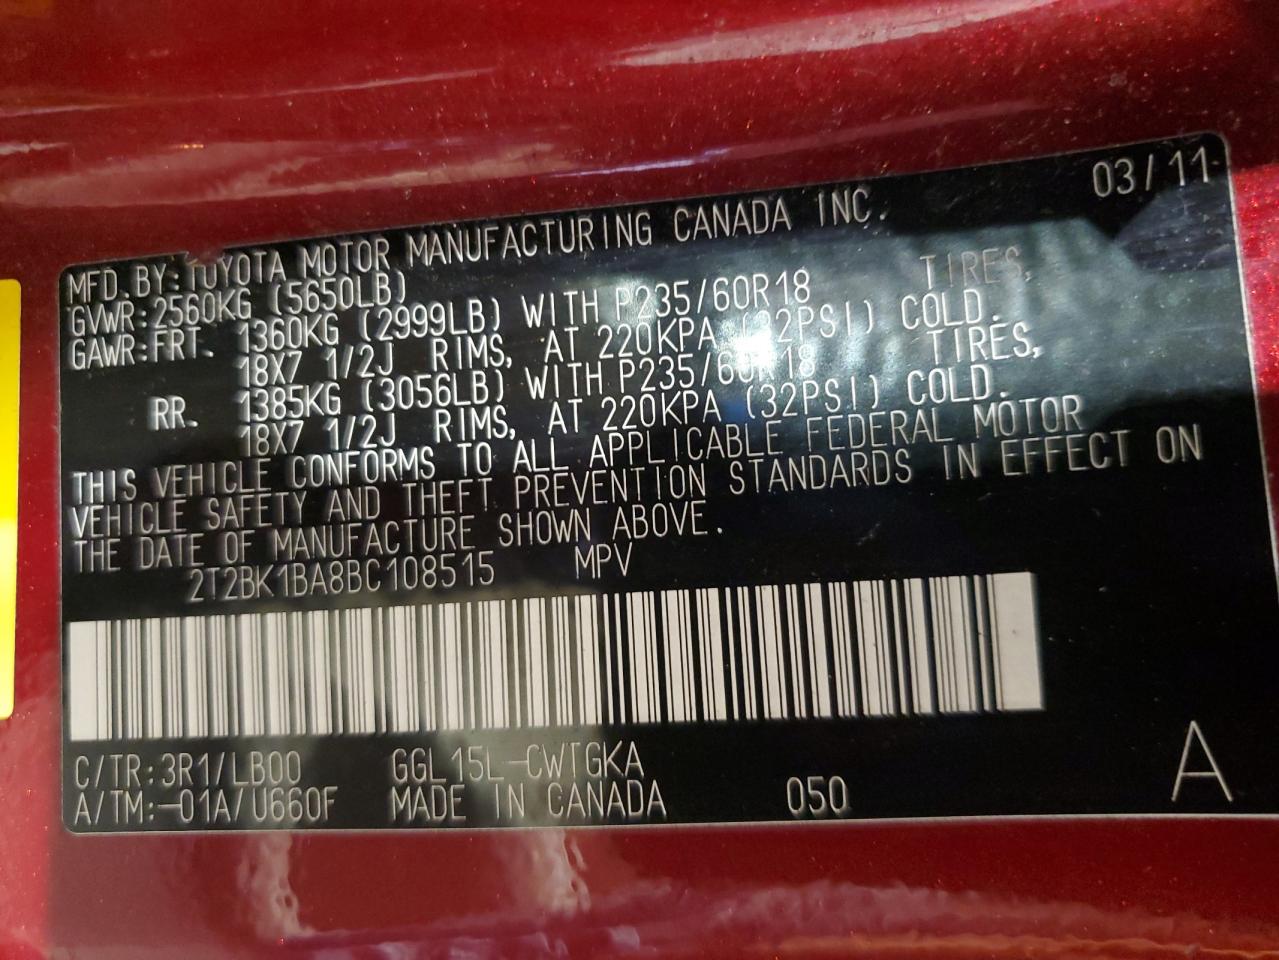 03/11
MFD. BY: TOYOTA MOTOR MANUFACTURING CANADA INC.
GVWR: 2560KG (5650LB)
GAWR: FRT. 1360KG (2999LB) WITH P235/60R18 TIRES,
18X7 1/2J RIMS, AT 220KPA (32PSI) COLD.
RR. 1385KG (3056LB) WITH P235/60R18 TIRES,
18X7 1/2J RIMS, AT 220KPA (32PSI) COLD.
THIS VEHICLE CONFORMS TO ALL APPLICABLE FEDERAL MOTOR
VEHICLE SAFETY AND THEFT PREVENTION STANDARDS IN EFFECT ON
THE DATE OF MANUFACTURE SHOWN ABOVE.
2T2BK1BA8BC108515 MPV
C/TR: 3R1/LB00 GGL15L-CWTGKA
A/TM: -01A/U660F MADE IN CANADA 050 A